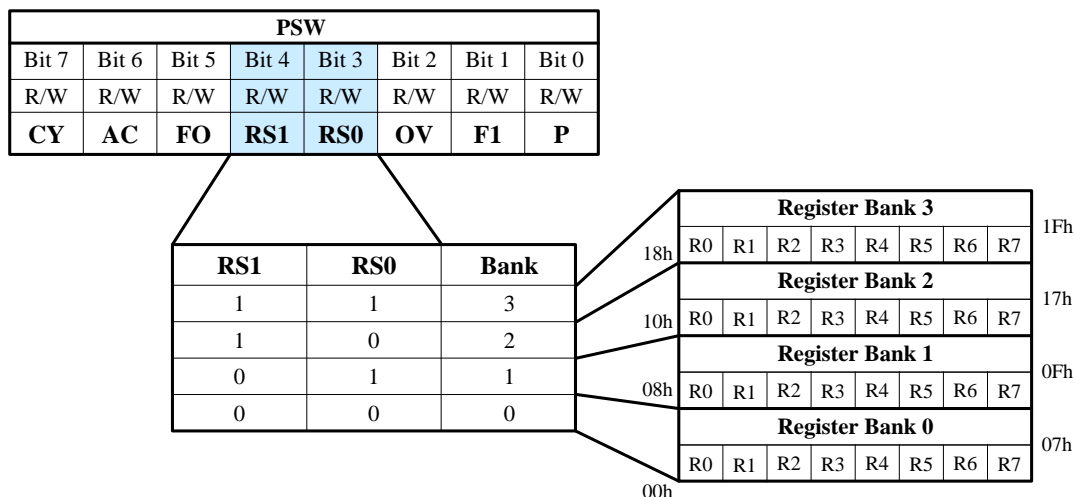 PSW
Bit 7 Bit 6 Bit 5 Bit 4 Bit 3 Bit 2 Bit 1 Bit 0
R/W R/W R/W R/W R/W R/W R/W R/W
CY AC FO RS1 RS0 OV F1 P
RS1 RS0 Bank
1 1 3
1 0 2
0 1 1
0 0 0
Register Bank 3
1Fh
18h R0 R1 R2 R3 R4 R5 R6 R7
Register Bank 2
17h
10h R0 R1 R2 R3 R4 R5 R6 R7
Register Bank 1
0Fh
08h R0 R1 R2 R3 R4 R5 R6 R7
Register Bank 0
07h
00h R0 R1 R2 R3 R4 R5 R6 R7